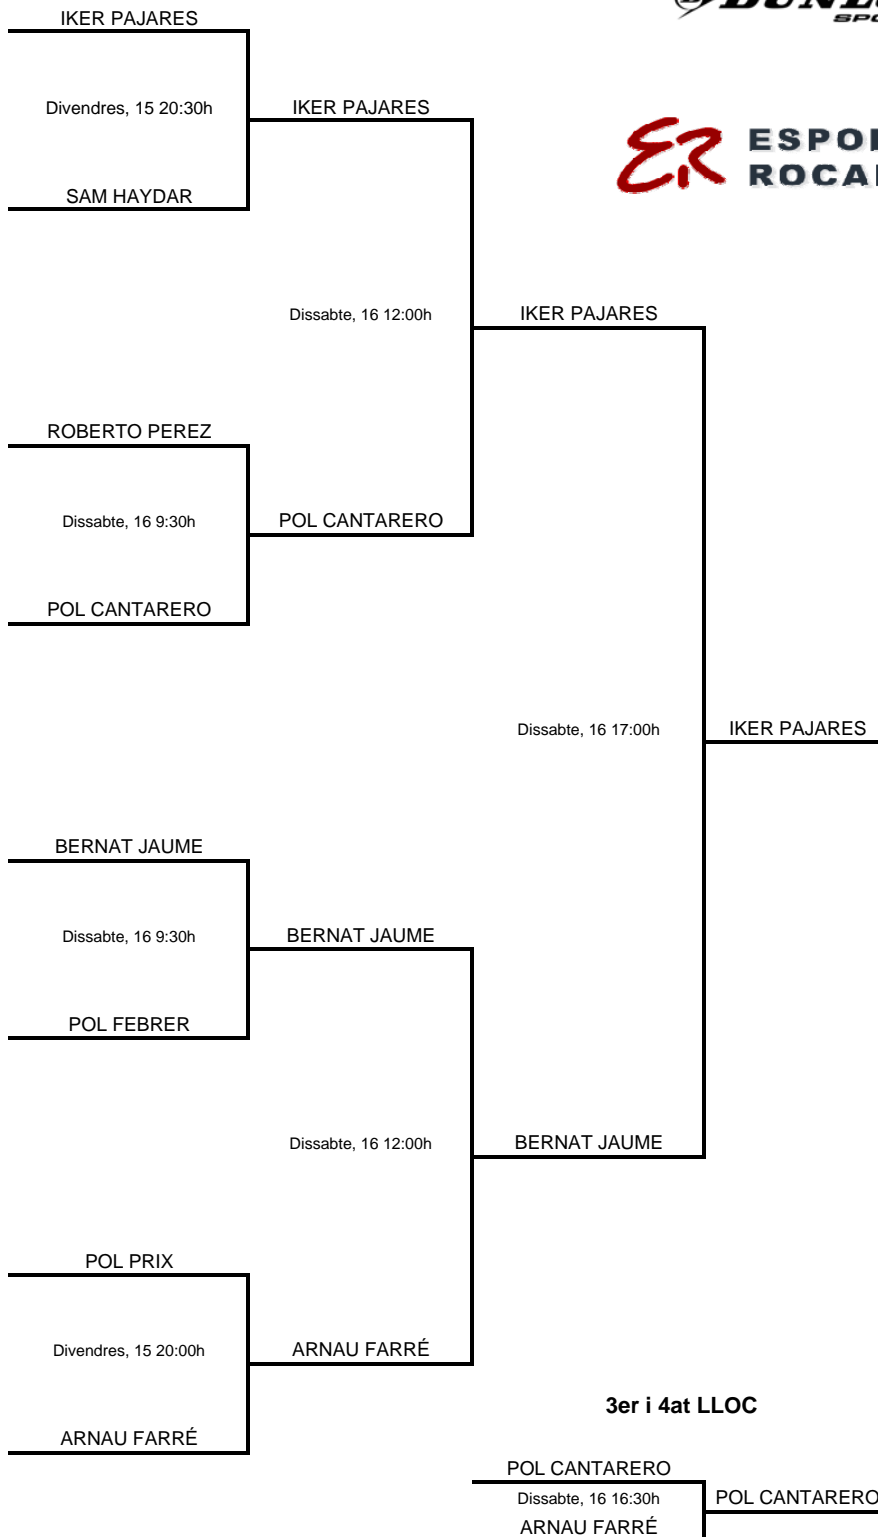 IKER PAJARES
Divendres, 15 20:30h
IKER PAJARES
SAM HAYDAR
Dissabte, 16 12:00h
IKER PAJARES
ROBERTO PEREZ
Dissabte, 16 9:30h
POL CANTARERO
POL CANTARERO
Dissabte, 16 17:00h
IKER PAJARES
BERNAT JAUME
Dissabte, 16 9:30h
BERNAT JAUME
POL FEBRER
Dissabte, 16 12:00h
BERNAT JAUME
POL PRIX
Divendres, 15 20:00h
ARNAU FARRÉ
ARNAU FARRÉ
3er i 4at LLOC
POL CANTARERO
Dissabte, 16 16:30h
POL CANTARERO
ARNAU FARRÉ